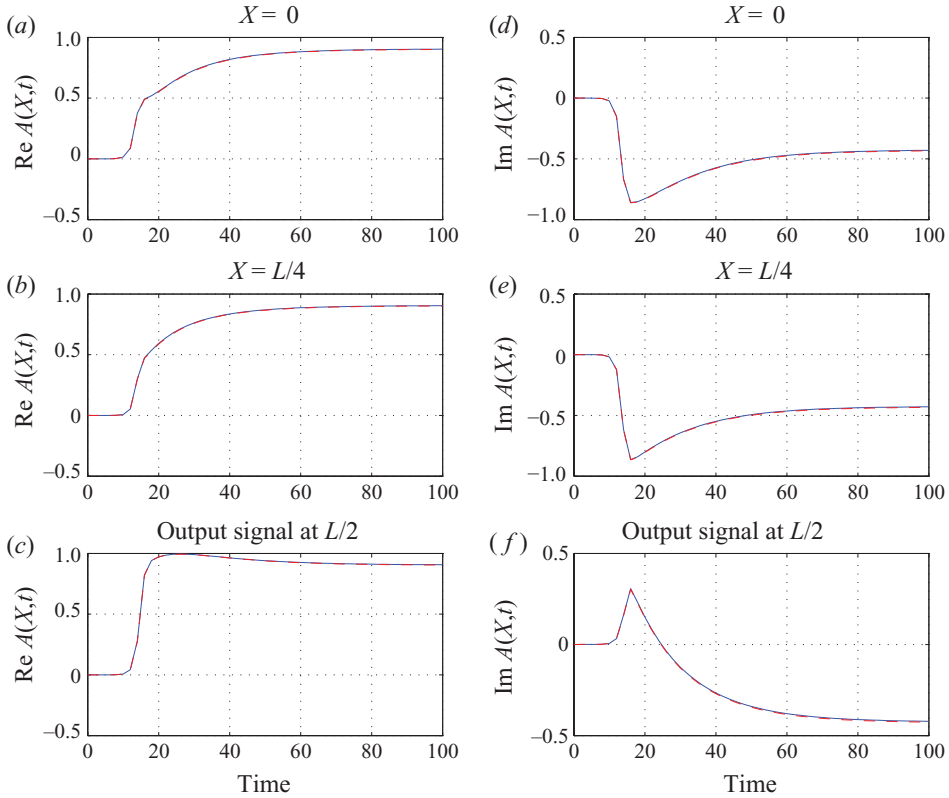 (a)
X = 0
1.0
0.5
0
–0.5
Re A(X,t)
0 20 40 60 80 100
(d)
X = 0
0.5
0
–0.5
–1.0
Im A(X,t)
0 20 40 60 80 100
(b)
X = L/4
1.0
0.5
0
–0.5
Re A(X,t)
0 20 40 60 80 100
(e)
X = L/4
0.5
0
–0.5
–1.0
Im A(X,t)
0 20 40 60 80 100
(c)
Output signal at L/2
1.0
0.5
0
–0.5
Re A(X,t)
0 20 40 60 80 100
Time
(f)
Output signal at L/2
0.5
0
–0.5
Im A(X,t)
0 20 40 60 80 100
Time